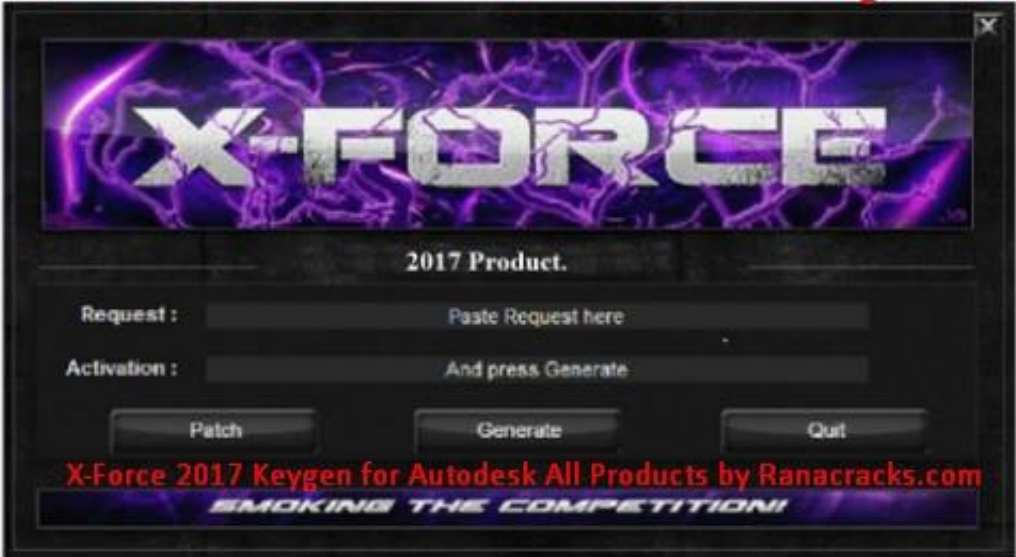 X-FORCE
2017 Product.
Request :
Paste Request here
Activation :
And press Generate
Patch
Generate
Quit
X-Force 2017 Keygen for Autodesk All Products by Ranacracks.com
SMOKING THE COMPETITION!